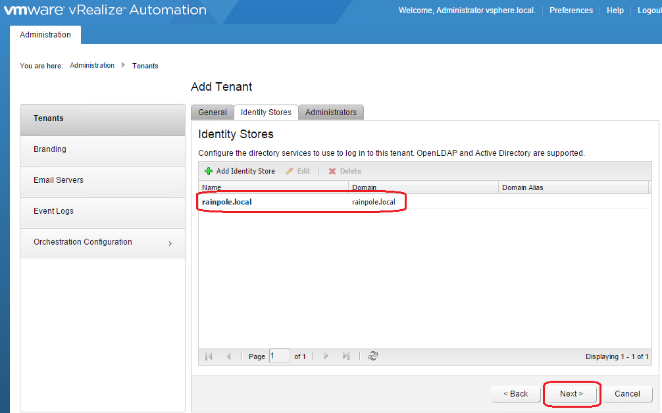 vmware® vRealize™ Automation
Welcome, Administrator vsphere.local. Preferences Help Logout
Administration
You are here: Administration Tenants
Add Tenant
Tenants
Branding
Email Servers
Event Logs
Orchestration Configuration
General Identity Stores Administrators
Identity Stores
Configure the directory services to use to log in to this tenant. OpenLDAP and Active Directory are supported.
Add Identity Store Edit Delete
Name Domain Domain Alias
rainpole.local rainpole.local
Page 1 of 1 Displaying 1 - 1 of 1
< Back Next > Cancel